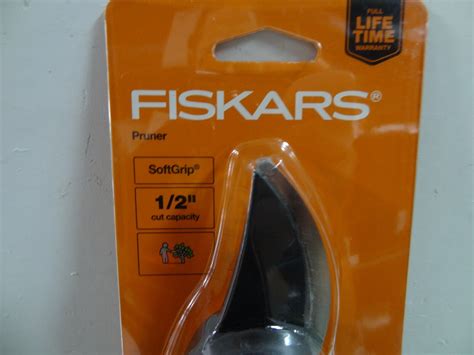 FULL
LIFE
TIME
WARRANTY
FISKARS®
Pruner
SoftGrip®
1/2"
cut capacity